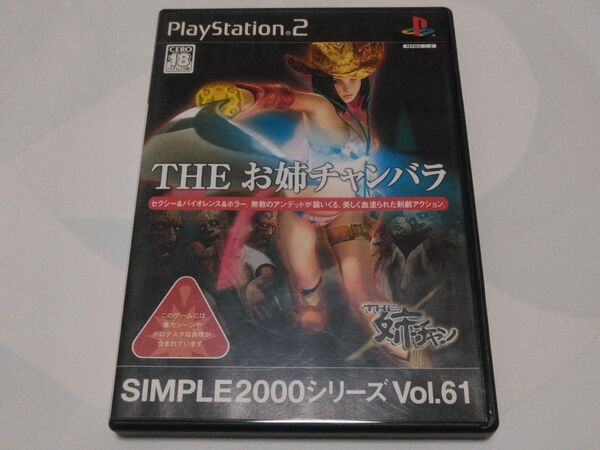 PlayStation®2
NTSC J
CERO
18
THE お姉チャンバラ
セクシー&バイオレンス&ホラー。無数のアンデッドが襲いくる、美しく血塗られた剣劇アクション。
このゲームには
暴力シーンや
グロテスクな表現が
含まれています。
THE
姉チャン
SIMPLE2000シリーズ Vol.61